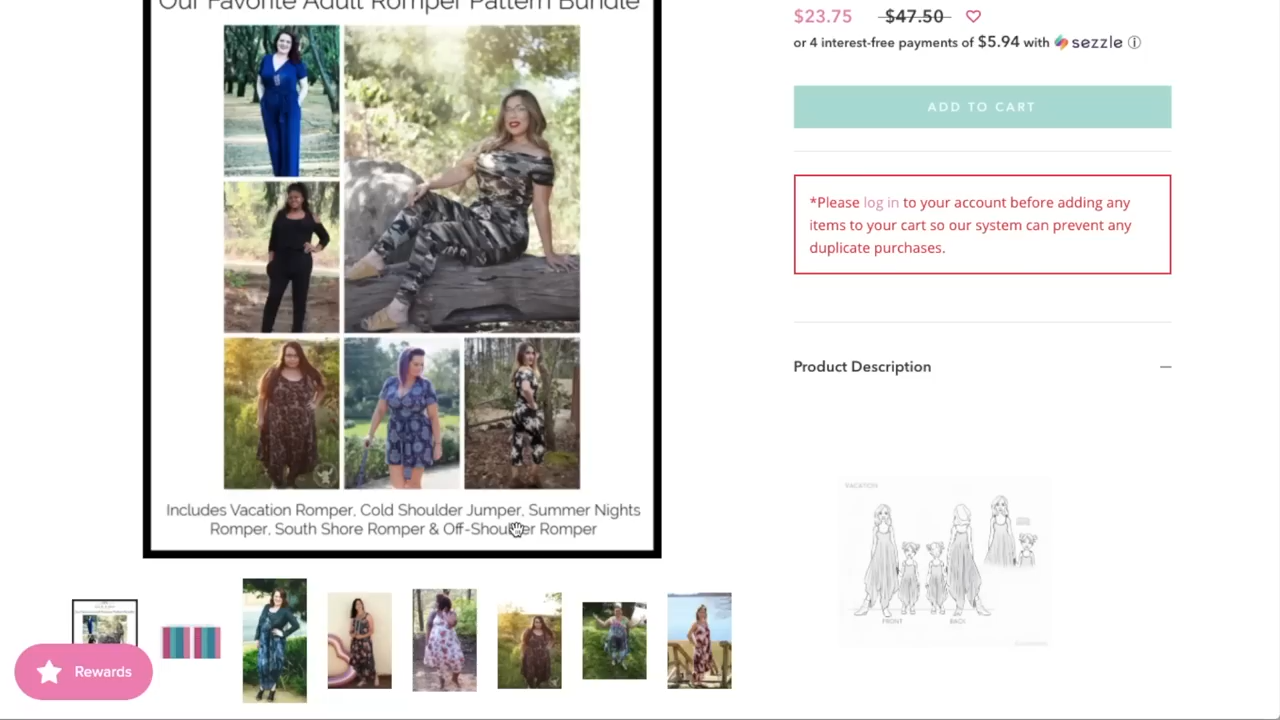 Our Favorite Adult Romper Pattern Bundle
Includes Vacation Romper, Cold Shoulder Jumper, Summer Nights
Romper, South Shore Romper & Off-Shoulder Romper
Rewards
$23.75 $47.50
or 4 interest-free payments of $5.94 with sezzle
ADD TO CART
*Please log in to your account before adding any
items to your cart so our system can prevent any
duplicate purchases.
Product Description
VACATION
FRONT
BACK